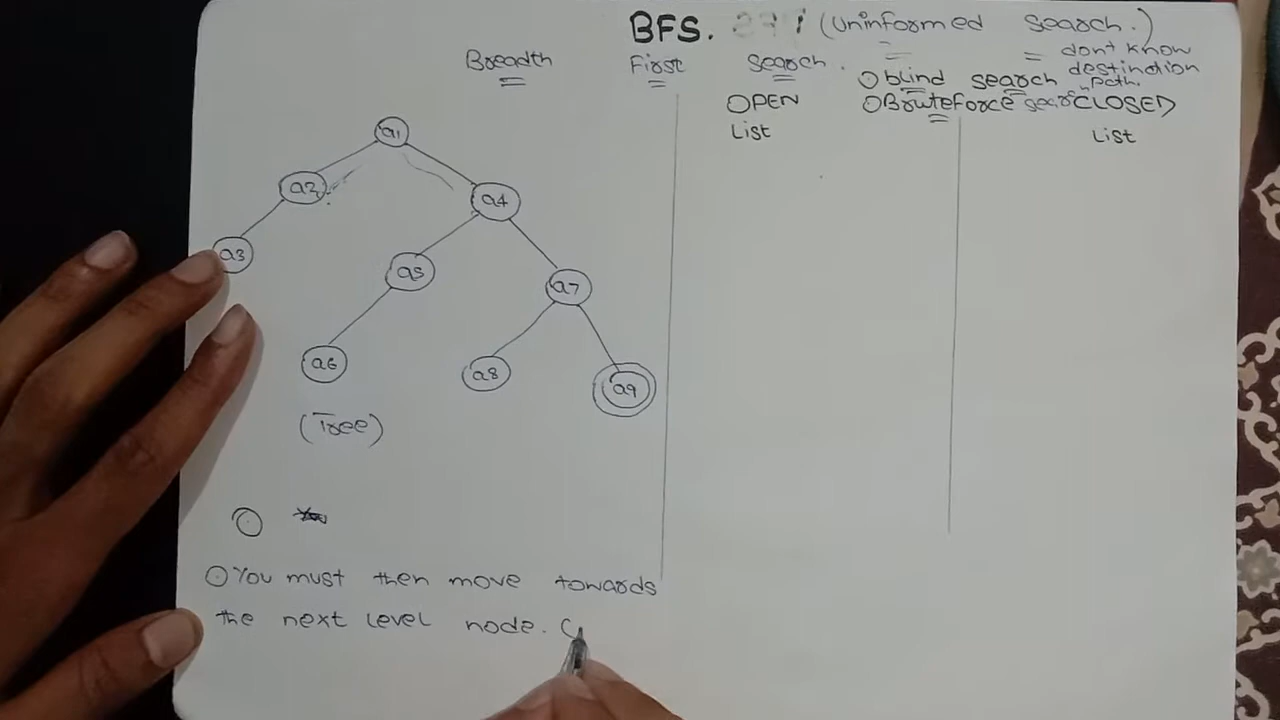 BFS. (Uninformed Search.)
Breadth First Search.
= don't know
destination
path.
blind search
Bruteforce search
OPEN
List
CLOSED
List
a1
a2
a4
a3
a5
a7
a6
a8
a9
(Tree)
You must then move towards
the next level node. (